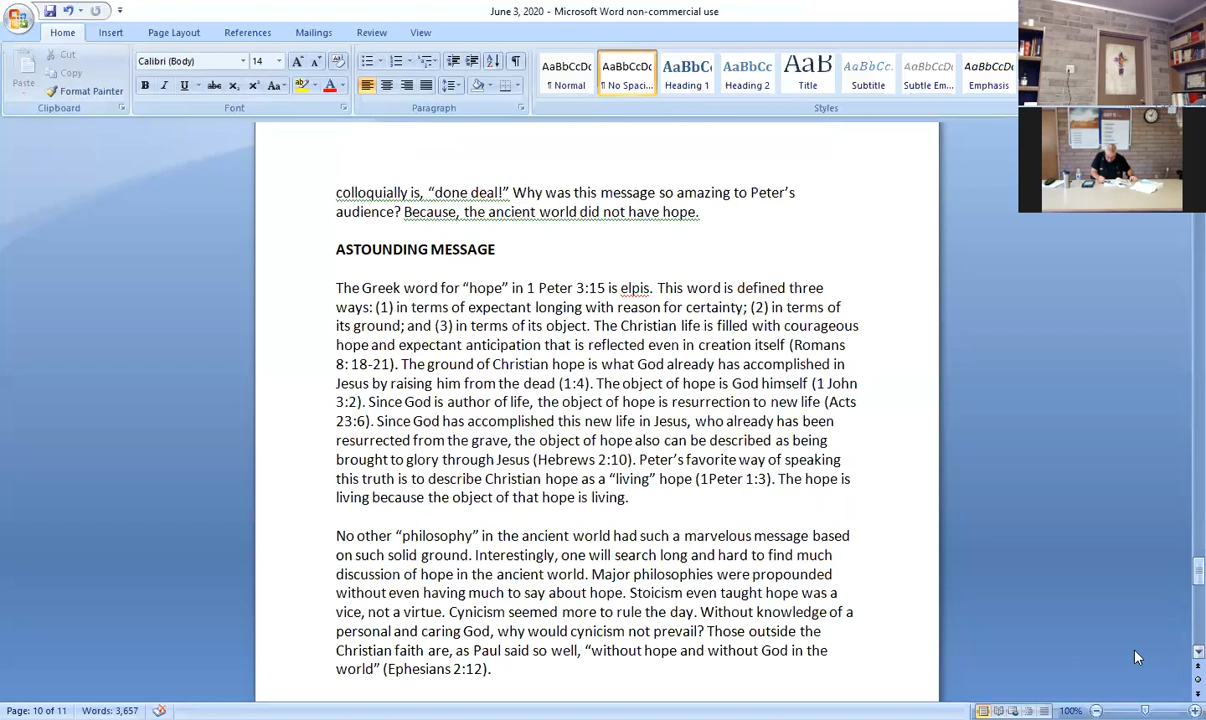 June 3, 2020 - Microsoft Word non-commercial use
Home Insert Page Layout References Mailings Review View
Cut
Copy
Paste
Format Painter
Calibri (Body) 14
AaBbCcDc AaBbCcDc AaBbC AaBbCc AaB AaBbCcL AaBbCcDc AaBbCcDc
¶ Normal ¶ No Spaci... Heading 1 Heading 2 Title Subtitle Subtle Em... Emphasis
Clipboard Font Paragraph Styles
colloquially is, “done deal!” Why was this message so amazing to Peter’s
audience? Because, the ancient world did not have hope.
ASTOUNDING MESSAGE
The Greek word for “hope” in 1 Peter 3:15 is elpis. This word is defined three
ways: (1) in terms of expectant longing with reason for certainty; (2) in terms of
its ground; and (3) in terms of its object. The Christian life is filled with courageous
hope and expectant anticipation that is reflected even in creation itself (Romans
8: 18-21). The ground of Christian hope is what God already has accomplished in
Jesus by raising him from the dead (1:4). The object of hope is God himself (1 John
3:2). Since God is author of life, the object of hope is resurrection to new life (Acts
23:6). Since God has accomplished this new life in Jesus, who already has been
resurrected from the grave, the object of hope also can be described as being
brought to glory through Jesus (Hebrews 2:10). Peter’s favorite way of speaking
this truth is to describe Christian hope as a “living” hope (1Peter 1:3). The hope is
living because the object of that hope is living.
No other “philosophy” in the ancient world had such a marvelous message based
on such solid ground. Interestingly, one will search long and hard to find much
discussion of hope in the ancient world. Major philosophies were propounded
without even having much to say about hope. Stoicism even taught hope was a
vice, not a virtue. Cynicism seemed more to rule the day. Without knowledge of a
personal and caring God, why would cynicism not prevail? Those outside the
Christian faith are, as Paul said so well, “without hope and without God in the
world” (Ephesians 2:12).
Page: 10 of 11 Words: 3,657 100%